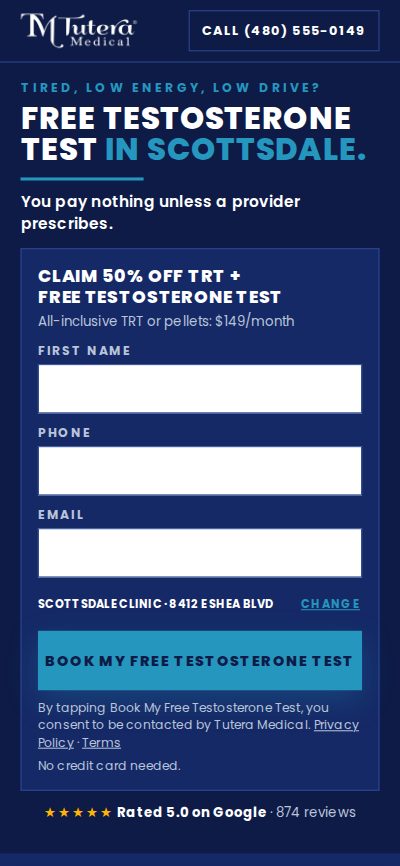 Tutera®
Medical
CALL (480) 555-0149
TIRED, LOW ENERGY, LOW DRIVE?
FREE TESTOSTERONE
TEST IN SCOTTSDALE.
You pay nothing unless a provider
prescribes.
CLAIM 50% OFF TRT +
FREE TESTOSTERONE TEST
All-inclusive TRT or pellets: $149/month
FIRST NAME
PHONE
EMAIL
SCOTTSDALE CLINIC · 8412 E SHEA BLVD CHANGE
BOOK MY FREE TESTOSTERONE TEST
By tapping Book My Free Testosterone Test, you
consent to be contacted by Tutera Medical. Privacy
Policy · Terms
No credit card needed.
★★★★★ Rated 5.0 on Google · 874 reviews